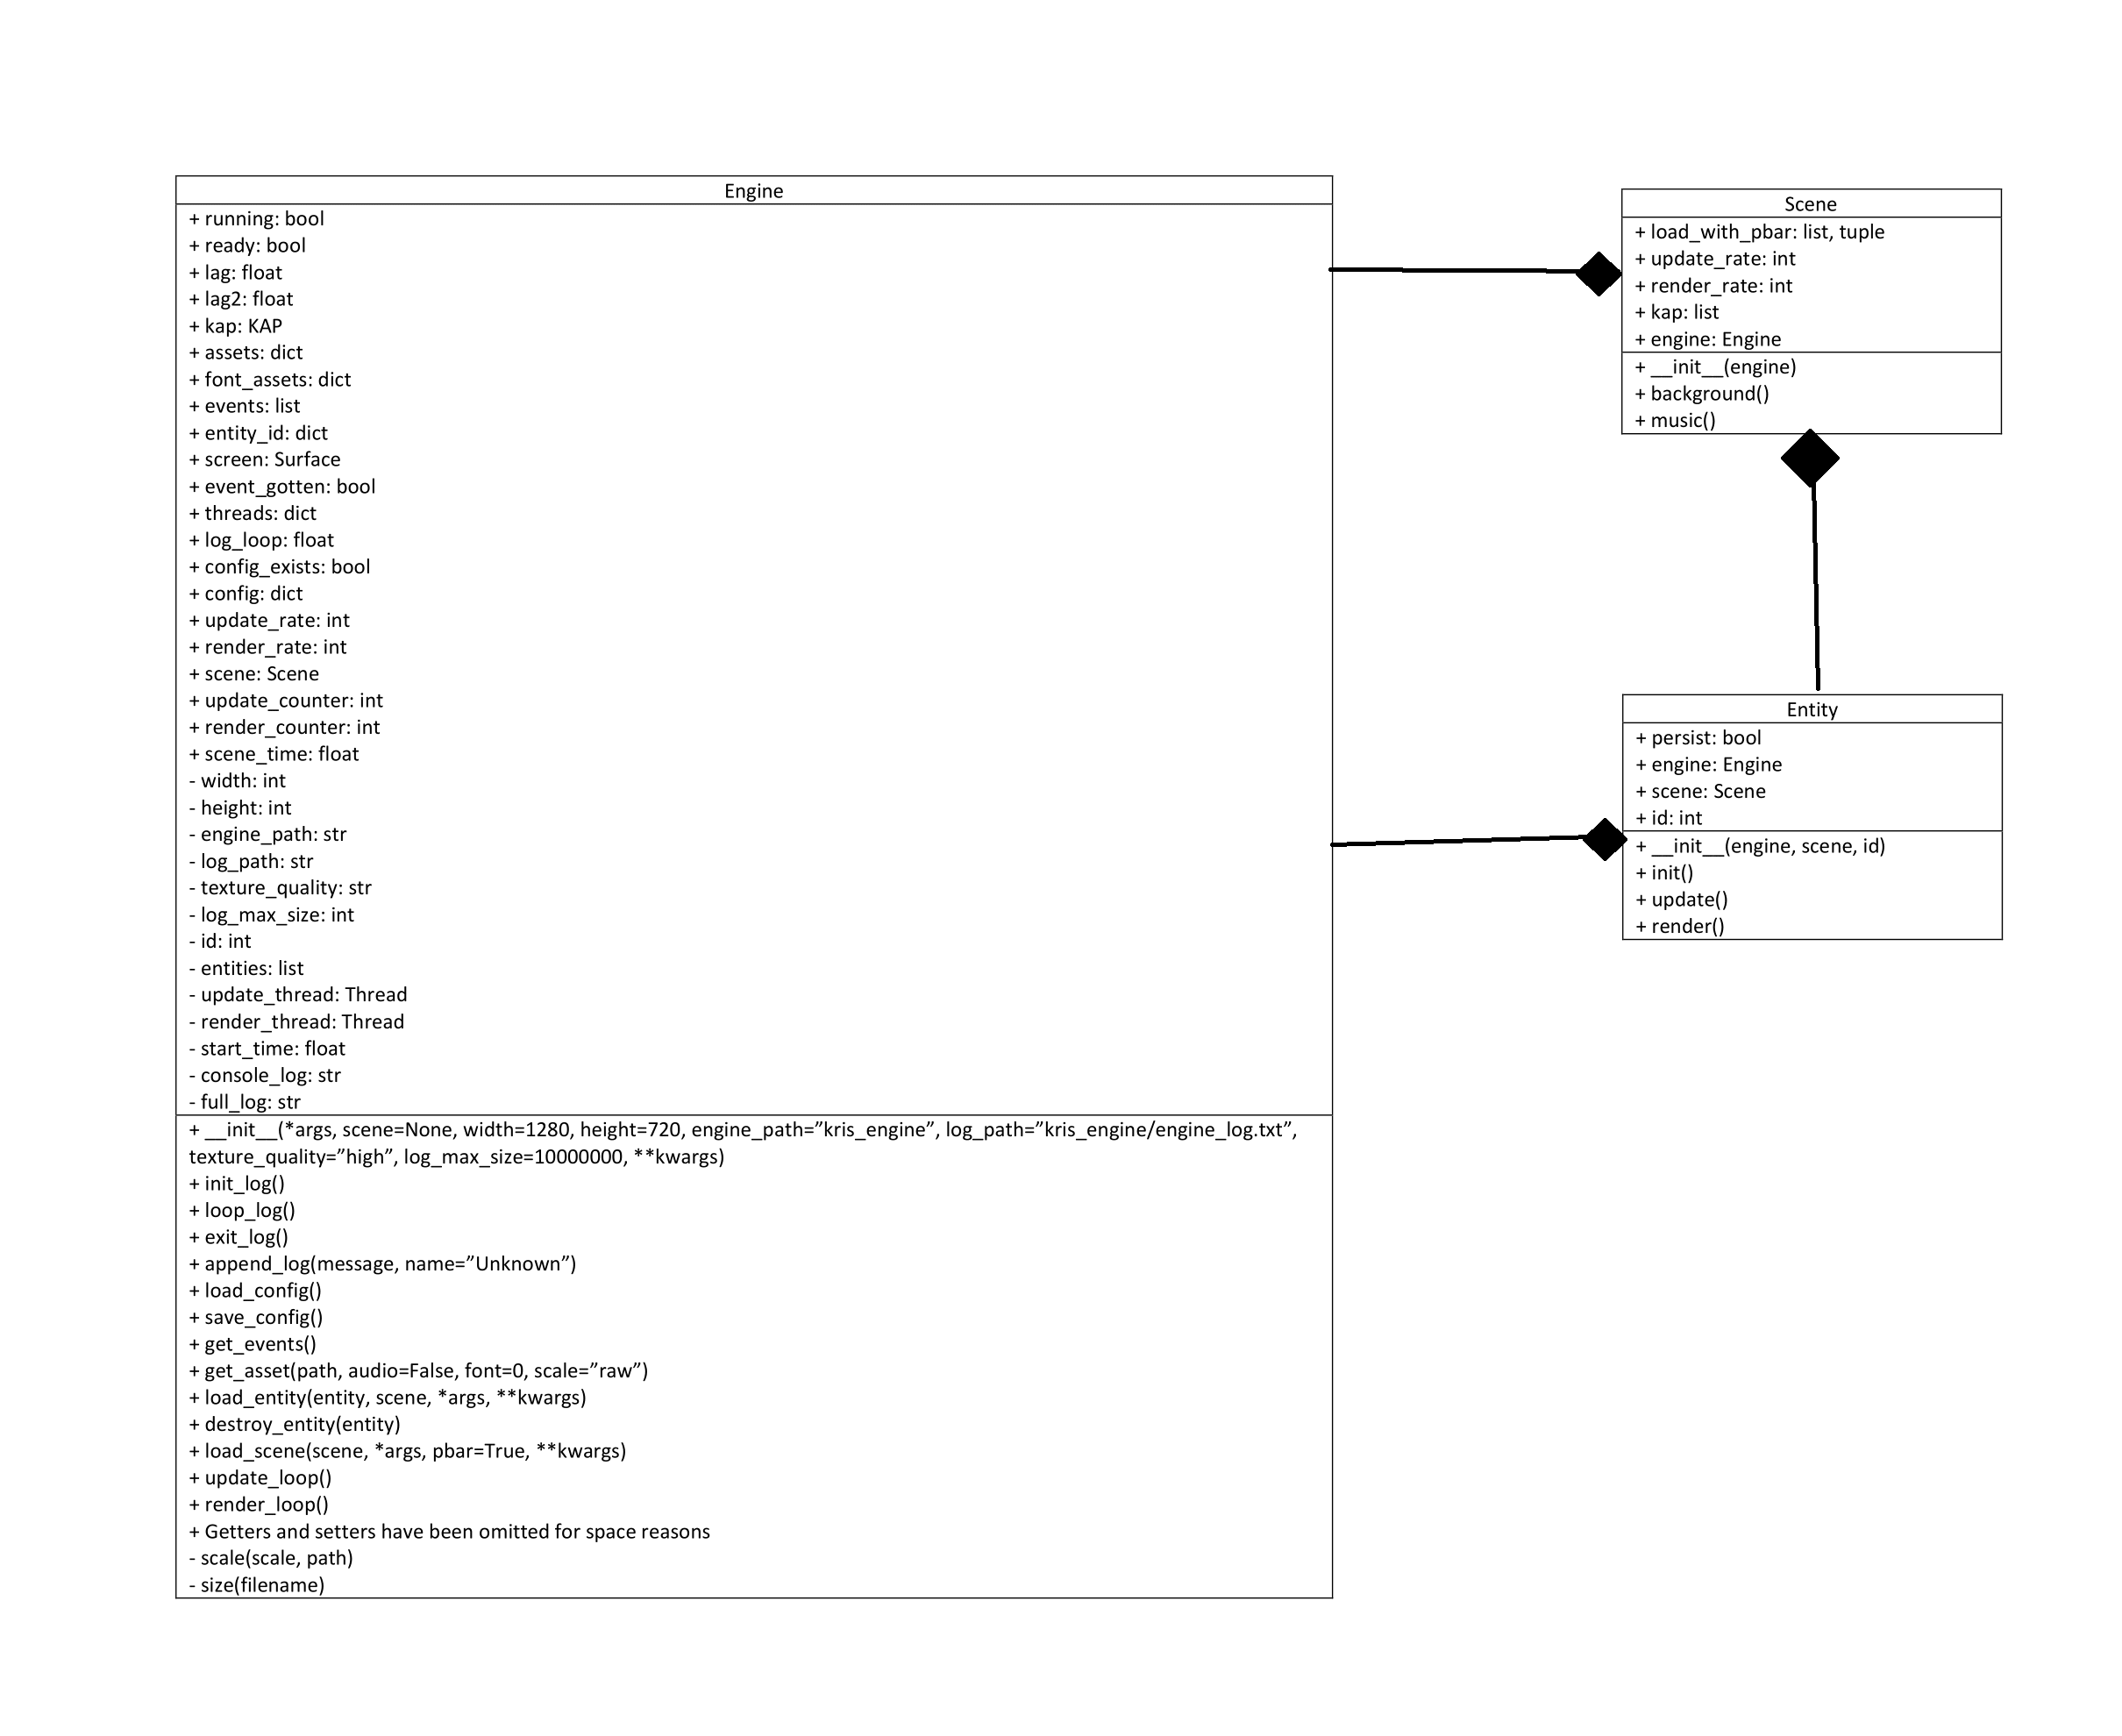 Engine
+ running: bool
+ ready: bool
+ lag: float
+ lag2: float
+ kap: KAP
+ assets: dict
+ font_assets: dict
+ events: list
+ entity_id: dict
+ screen: Surface
+ event_gotten: bool
+ threads: dict
+ log_loop: float
+ config_exists: bool
+ config: dict
+ update_rate: int
+ render_rate: int
+ scene: Scene
+ update_counter: int
+ render_counter: int
+ scene_time: float
- width: int
- height: int
- engine_path: str
- log_path: str
- texture_quality: str
- log_max_size: int
- id: int
- entities: list
- update_thread: Thread
- render_thread: Thread
- start_time: float
- console_log: str
- full_log: str
+ __init__(*args, scene=None, width=1280, height=720, engine_path=”kris_engine”, log_path=”kris_engine/engine_log.txt”,
texture_quality=”high”, log_max_size=10000000, **kwargs)
+ init_log()
+ loop_log()
+ exit_log()
+ append_log(message, name=”Unknown”)
+ load_config()
+ save_config()
+ get_events()
+ get_asset(path, audio=False, font=0, scale=”raw”)
+ load_entity(entity, scene, *args, **kwargs)
+ destroy_entity(entity)
+ load_scene(scene, *args, pbar=True, **kwargs)
+ update_loop()
+ render_loop()
+ Getters and setters have been omitted for space reasons
- scale(scale, path)
- size(filename)
Scene
+ load_with_pbar: list, tuple
+ update_rate: int
+ render_rate: int
+ kap: list
+ engine: Engine
+ __init__(engine)
+ background()
+ music()
Entity
+ persist: bool
+ engine: Engine
+ scene: Scene
+ id: int
+ __init__(engine, scene, id)
+ init()
+ update()
+ render()